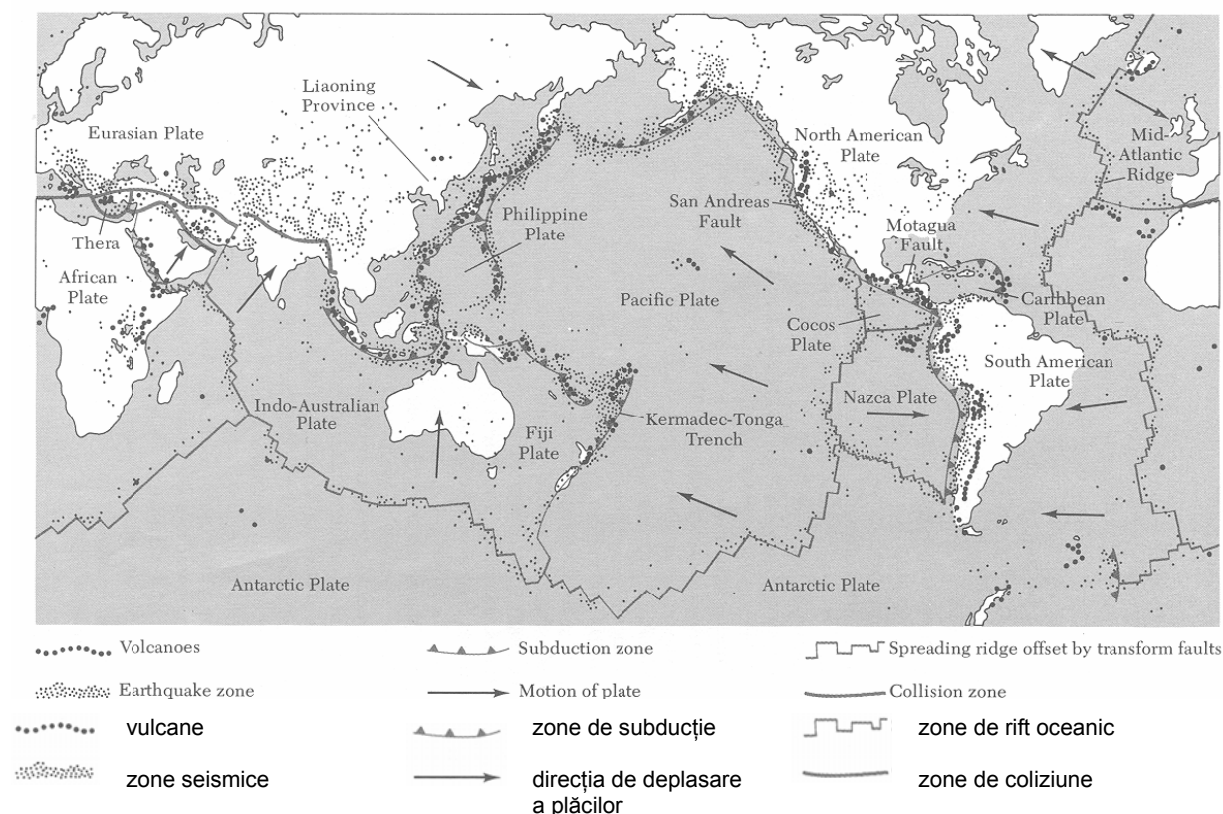 Liaoning
Province
Eurasian Plate
North American
Plate
Mid-
Atlantic
Ridge
San Andreas
Fault
Philippine
Plate
Motagua
Fault
Thera
African
Plate
Pacific Plate
Caribbean
Plate
Cocos
Plate
South American
Plate
Nazca Plate
Indo-Australian
Plate
Fiji
Plate
Kermadec-Tonga
Trench
Antarctic Plate
Antarctic Plate
Volcanoes
Subduction zone
Spreading ridge offset by transform faults
Earthquake zone
Motion of plate
Collision zone
vulcane
zone de subducție
zone de rift oceanic
zone seismice
direcția de deplasare
a plăcilor
zone de coliziune